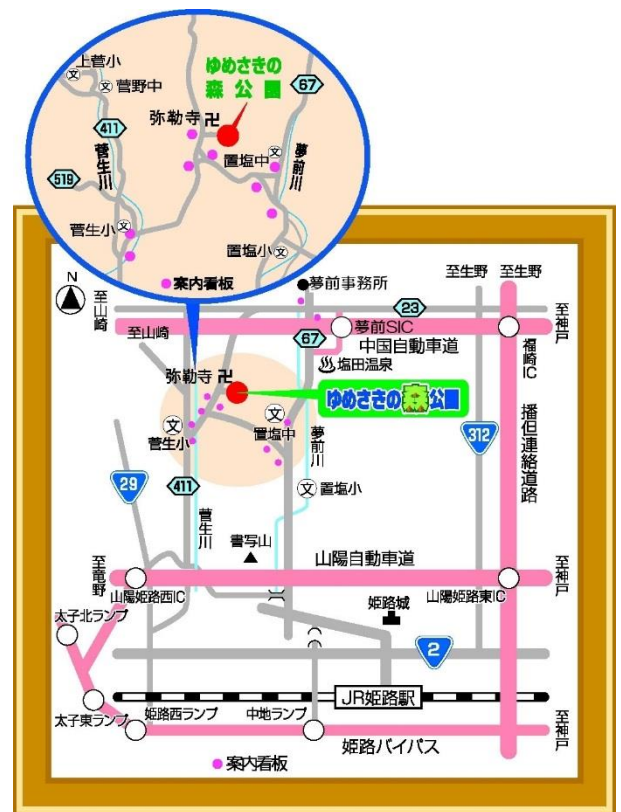 上菅小
菅野中
ゆめさきの
森公園
67
411
弥勒寺
置塩中
夢前川
菅生川
519
菅生小
置塩小
案内看板
N
至山崎
夢前事務所
至生野
至生野
23
至神戸
至山崎
夢前SIC
67
中国自動車道
福崎IC
塩田温泉
弥勒寺
ゆめさきの森公園
文
文
菅生小
置塩中
夢前川
312
播但連絡道路
29
411
文 置塩小
菅生川
書写山
至竜野
山陽自動車道
至神戸
山陽姫路西IC
姫路城
山陽姫路東IC
太子北ランプ
2
JR姫路駅
太子東ランプ
姫路西ランプ
中地ランプ
姫路バイパス
至神戸
案内看板